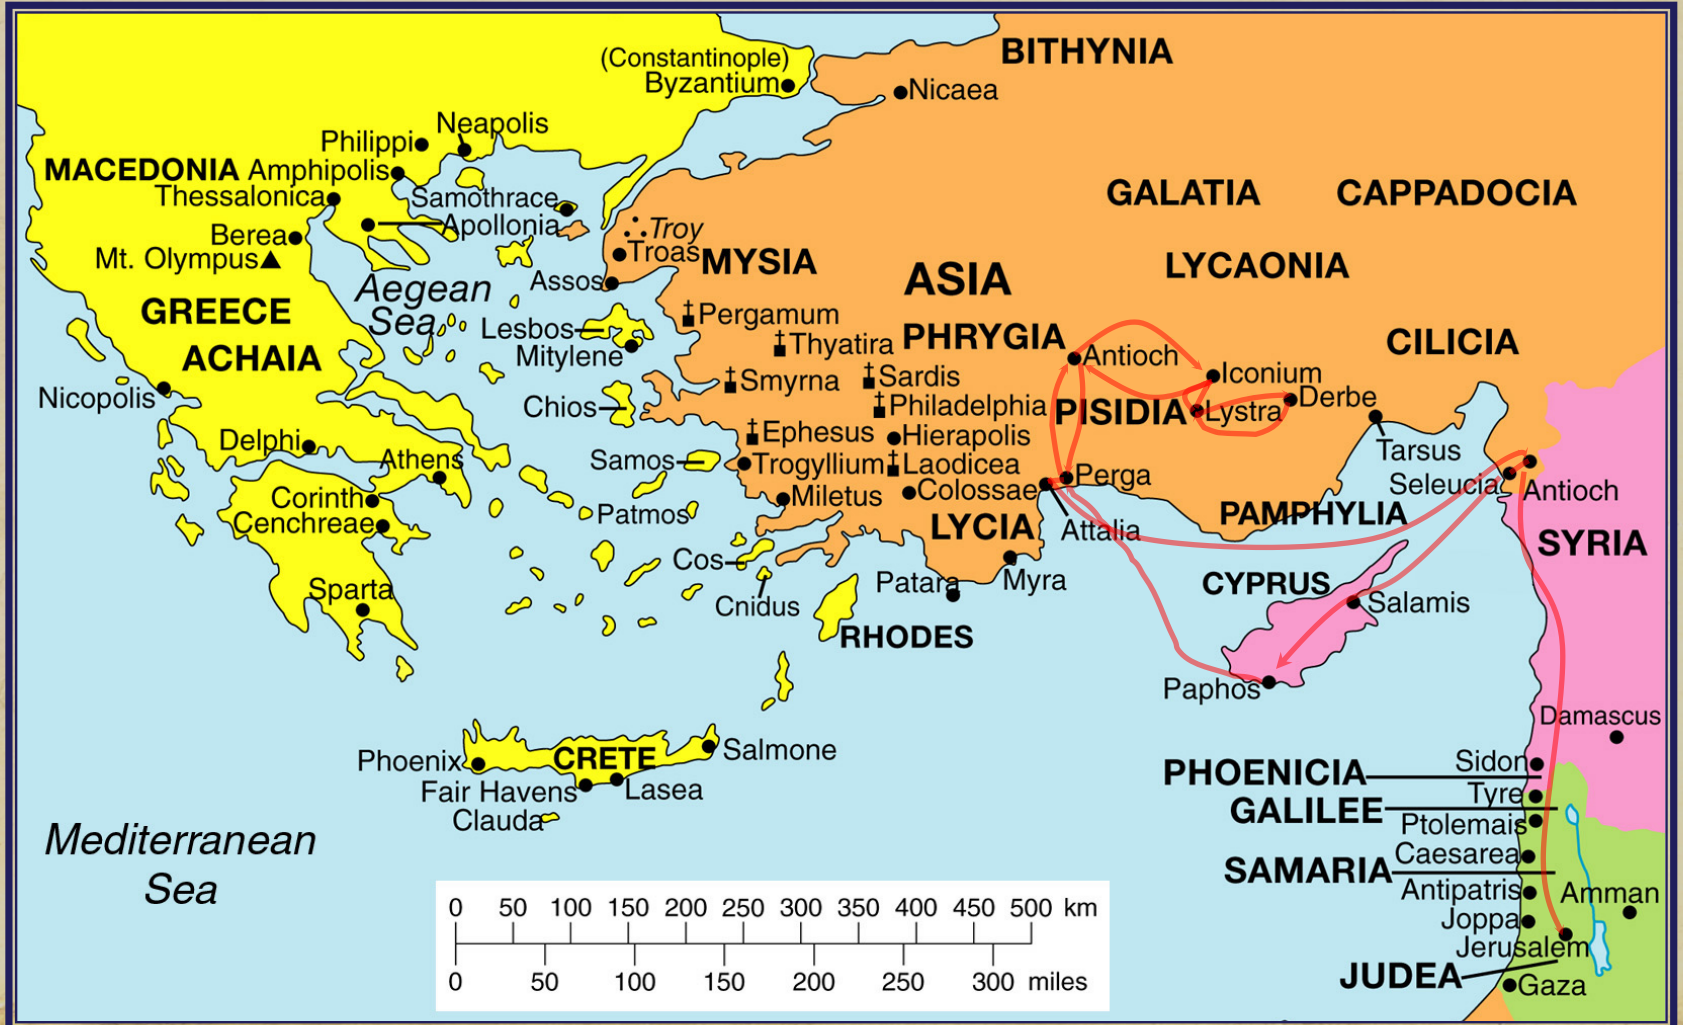 (Constantinople)
Byzantium
BITHYNIA
Nicaea
Neapolis
Philippi
MACEDONIA
Amphipolis
Thessalonica
Samothrace
Apollonia
Berea
Mt. Olympus
Troy
Troas
MYSIA
GALATIA
CAPPADOCIA
LYCAONIA
Aegean
Sea
Assos
ASIA
GREECE
ACHAIA
Pergamum
Lesbos
Mitylene
Thyatira
PHRYGIA
Antioch
CILICIA
Nicopolis
Smyrna
Sardis
Iconium
Chios
Philadelphia
PISIDIA
Lystra
Derbe
Delphi
Ephesus
Hierapolis
Tarsus
Athens
Samos
Trogyllium
Laodicea
Perga
Seleucia
Antioch
Corinth
Cenchreae
Patmos
Miletus
Colossae
LYCIA
Attalia
PAMPHYLIA
SYRIA
Cos
Cnidus
Patara
Myra
CYPRUS
Salamis
Sparta
RHODES
Paphos
Damascus
Phoenix
CRETE
Salmone
Fair Havens
Lasea
Clauda
PHOENICIA
Sidon
Tyre
GALILEE
Ptolemais
Caesarea
SAMARIA
Antipatris
Amman
Joppa
Jerusalem
JUDEA
Gaza
Mediterranean
Sea
0 50 100 150 200 250 300 350 400 450 500 km
0 50 100 150 200 250 300 miles